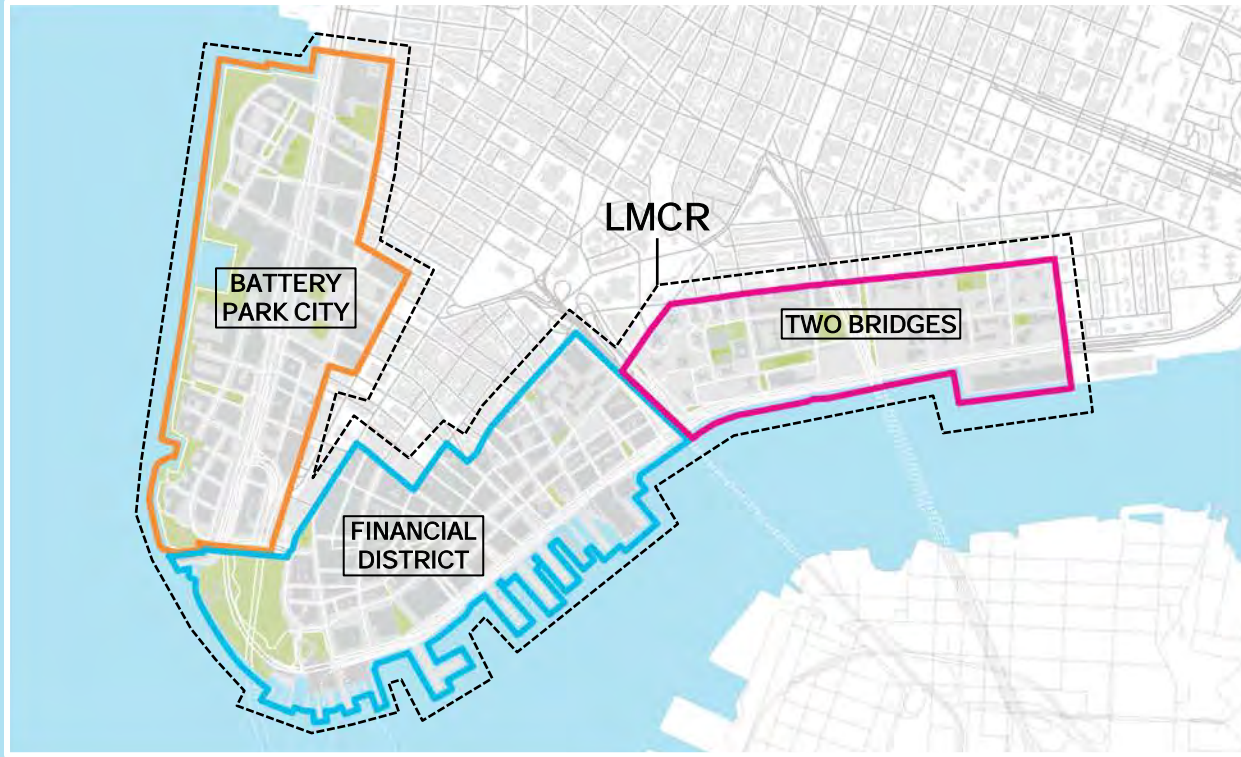 LMCR
BATTERY
PARK CITY
TWO BRIDGES
FINANCIAL
DISTRICT